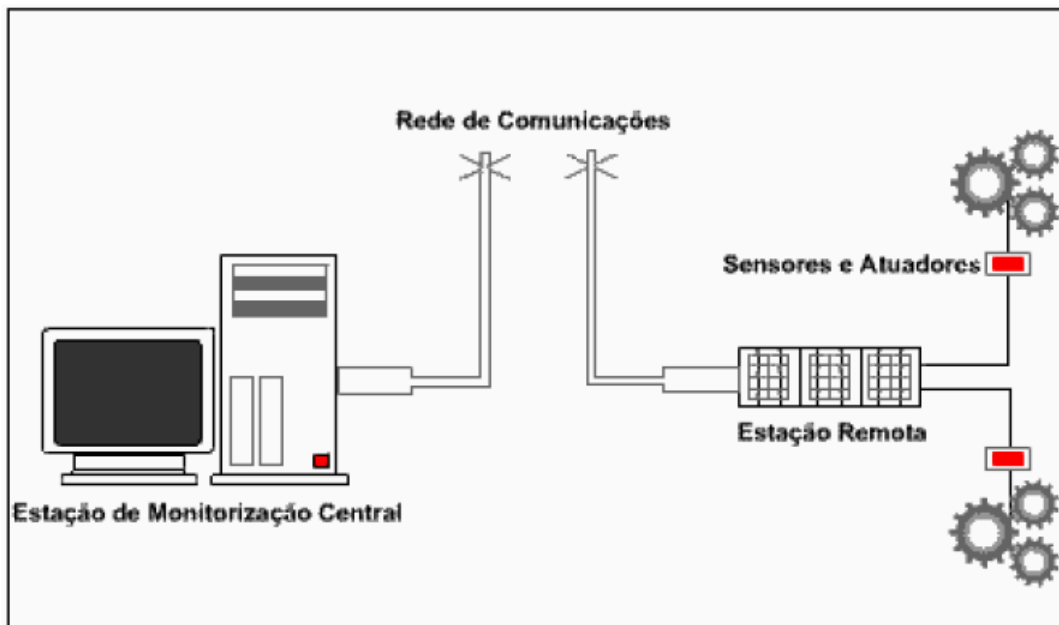 Rede de Comunicações
Sensores e Atuadores
Estação Remota
Estação de Monitorização Central